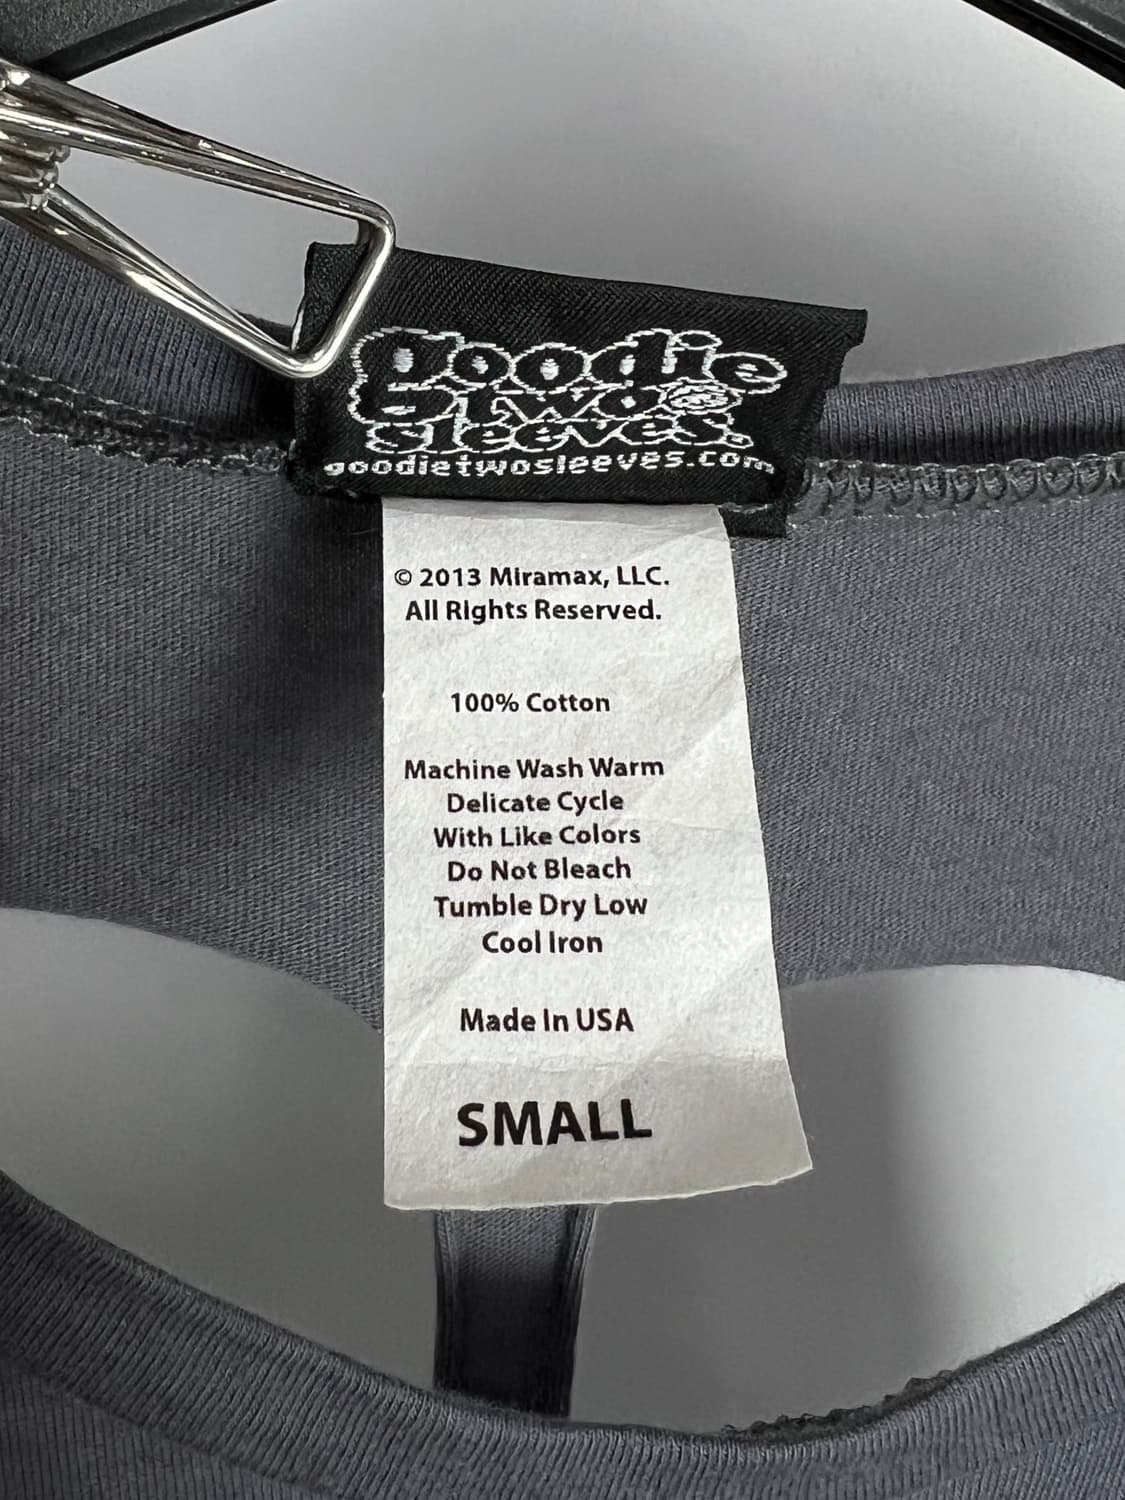 goodie
two
sleeves.
goodietwosleeves.com
© 2013 Miramax, LLC.
All Rights Reserved.
100% Cotton
Machine Wash Warm
Delicate Cycle
With Like Colors
Do Not Bleach
Tumble Dry Low
Cool Iron
Made In USA
SMALL